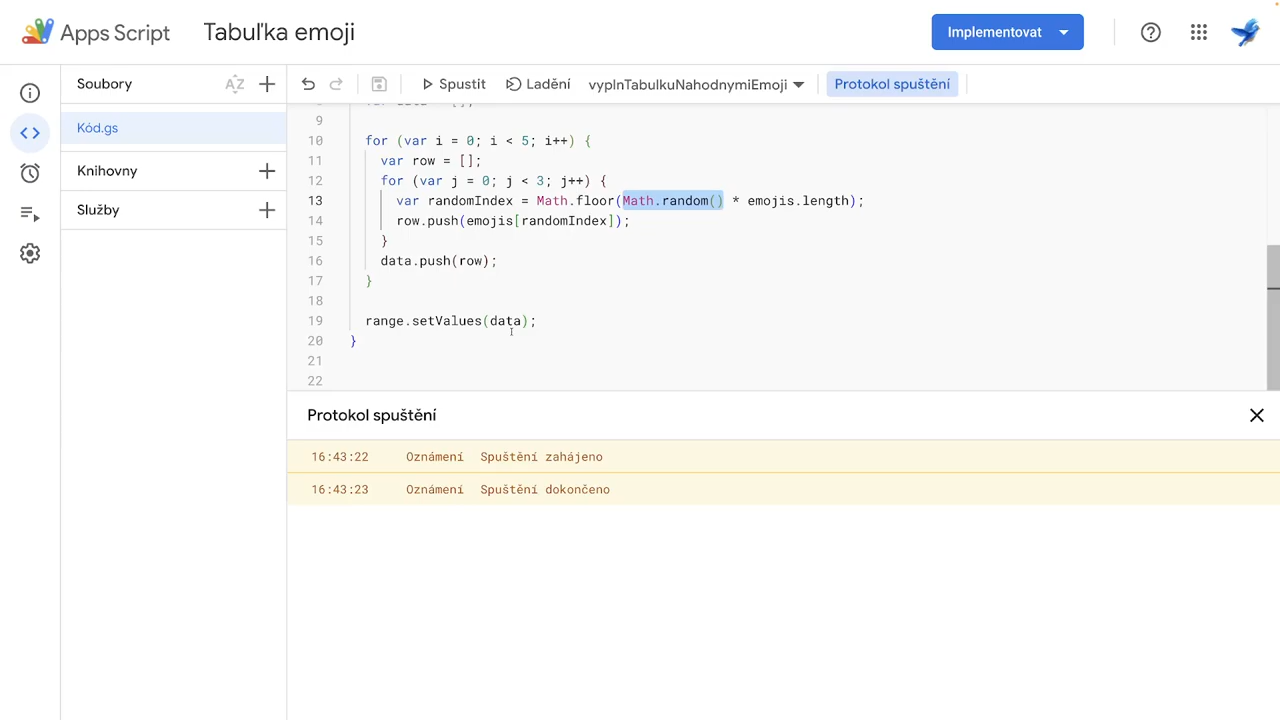 Apps Script
Tabuľka emoji
Implementovat
Soubory
AZ
Spustit
Ladění
vyplnTabulkuNahodnymiEmoji
Protokol spuštění
Kód.gs
Knihovny
Služby
9
10 for (var i = 0; i < 5; i++) {
11 var row = [];
12 for (var j = 0; j < 3; j++) {
13 var randomIndex = Math.floor(Math.random() * emojis.length);
14 row.push(emojis[randomIndex]);
15 }
16 data.push(row);
17 }
18
19 range.setValues(data);
20 }
21
22
Protokol spuštění
16:43:22 Oznámení Spuštění zahájeno
16:43:23 Oznámení Spuštění dokončeno